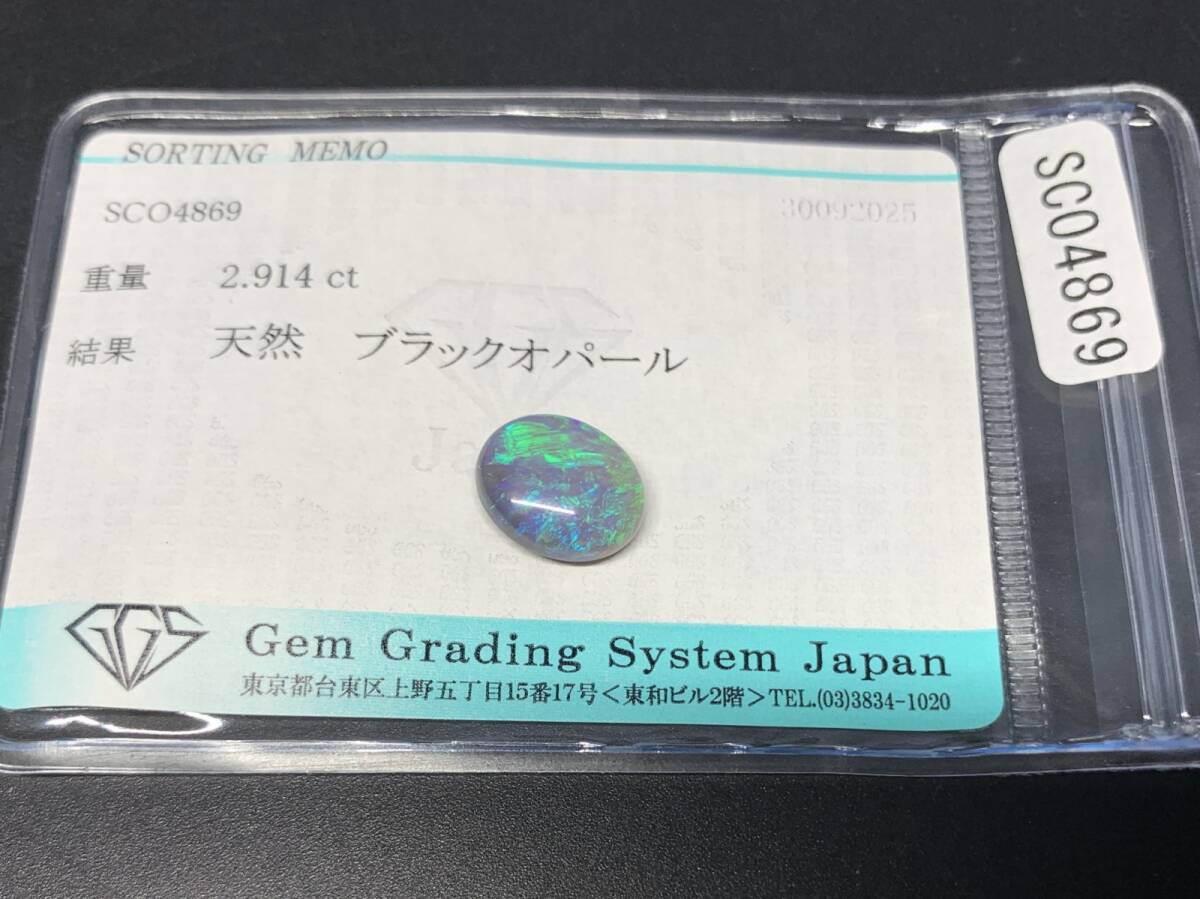 SORTING MEMO
SCO4869 30092025
重量 2.914 ct
結果 天然 ブラックオパール
GGS Gem Grading System Japan
東京都台東区上野五丁目15番17号<東和ビル2階>TEL.(03)3834-1020
SCO4869